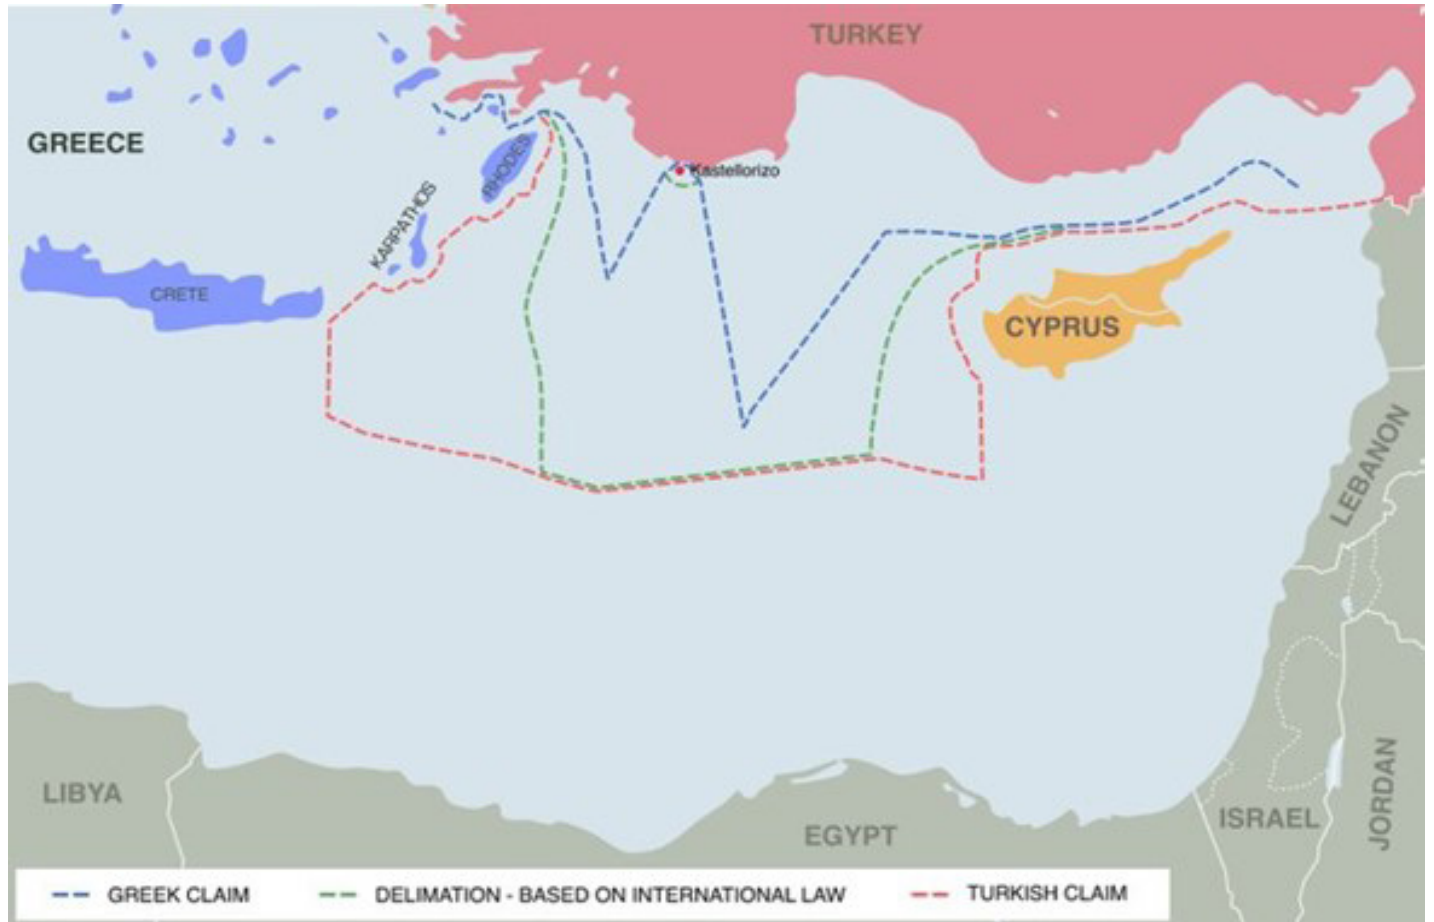 TURKEY
GREECE
Kastellorizo
RHODES
KARPATHOS
CRETE
CYPRUS
LEBANON
LIBYA
EGYPT
ISRAEL
JORDAN
GREEK CLAIM
DELIMATION - BASED ON INTERNATIONAL LAW
TURKISH CLAIM